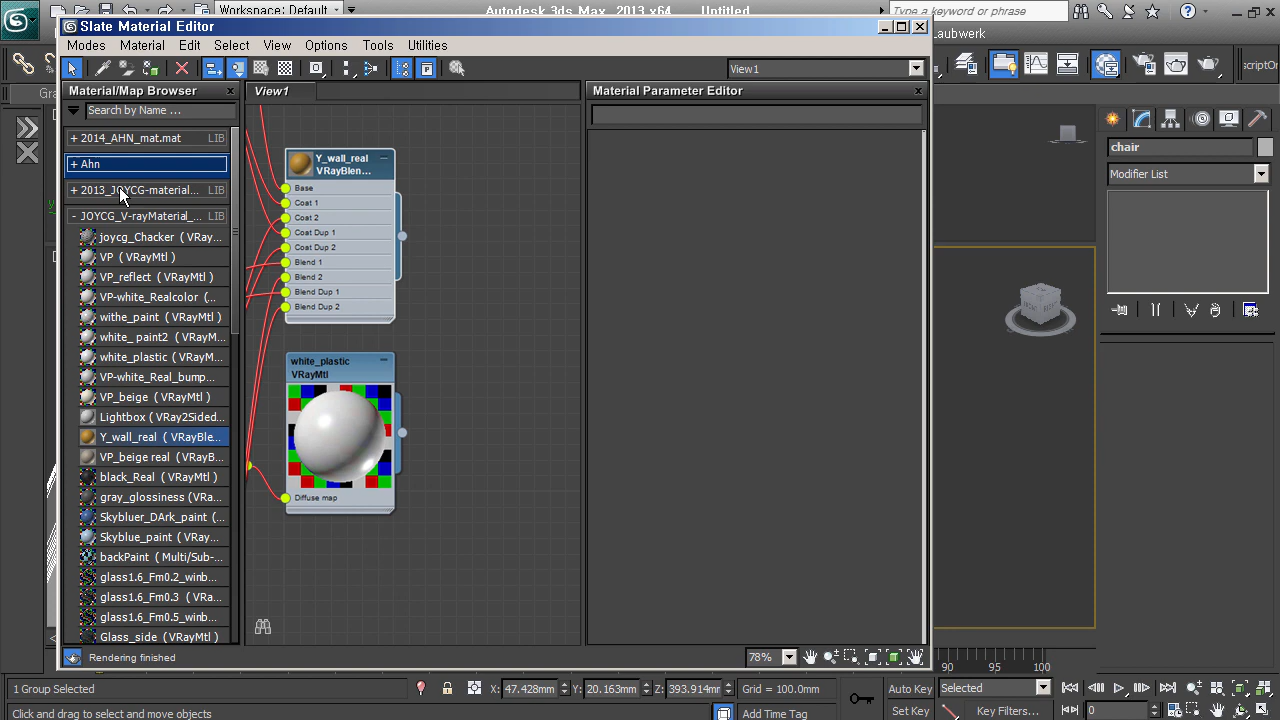 Workspace: Default
Autodesk 3ds Max 2013 x64
Untitled
Type a keyword or phrase
Slate Material Editor
Modes Material Edit Select View Options Tools Utilities
Laubwerk
View1
Material/Map Browser
View1
Material Parameter Editor
Search by Name ...
+ 2014_AHN_mat.mat LIB
+ Ahn
+ 2013_JOYCG-material... LIB
- JOYCG_V-rayMaterial_... LIB
joycg_Chacker ( VRay...
VP ( VRayMtl )
VP_reflect ( VRayMtl )
VP-white_Realcolor (...
withe_paint ( VRayMtl )
white_ paint2 ( VRayM...
white_plastic ( VRayM...
VP-white_Real_bump...
VP_beige ( VRayMtl )
Lightbox ( VRay2Sided...
Y_wall_real ( VRayBle...
VP_beige real ( VRayB...
black_Real ( VRayMtl )
gray_glossiness (VRa...
Skybluer_DArk_paint (...
Skyblue_paint ( VRay...
backPaint ( Multi/Sub-...
glass1.6_Fm0.2_winb...
glass1.6_Fm0.3 ( VRa...
glass1.6_Fm0.5_winb...
Glass_side ( VRayMtl )
Y_wall_real
VRayBlen...
Base
Coat 1
Coat 2
Coat Dup 1
Coat Dup 2
Blend 1
Blend 2
Blend Dup 1
Blend Dup 2
white_plastic
VRayMtl
Diffuse map
chair
Modifier List
Rendering finished
78%
90 95 100
1 Group Selected
X: 47.428mm Y: 20.163mm Z: 393.914mr Grid = 100.0mm
Auto Key Selected
Click and drag to select and move objects
Add Time Tag
Set Key Key Filters... 0